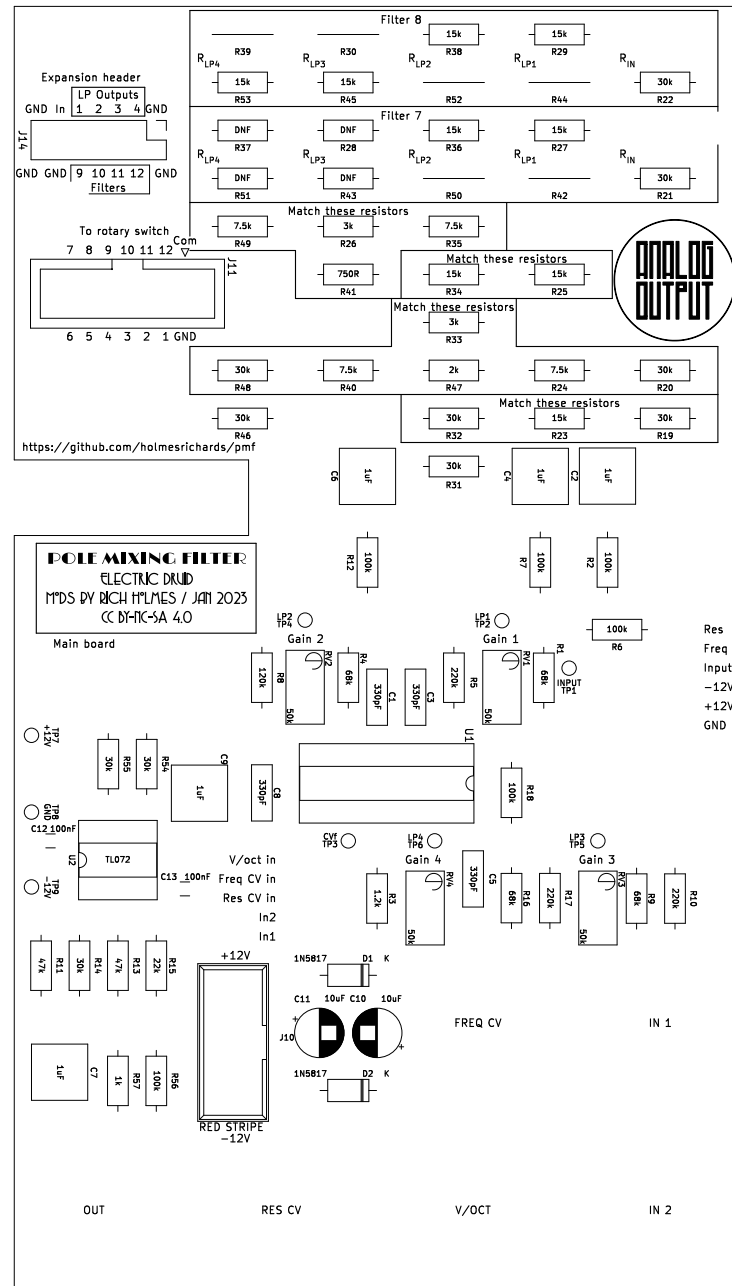 Filter 8
15k 15k
R39 R30 R38 R29
RLP4 RLP3 RLP2 RLP1 RIN
15k 15k 30k
R53 R45 R52 R44 R22
Expansion header
LP Outputs
GND In 1 2 3 4 GND
J14
GND GND 9 10 11 12 GND
Filters
Filter 7
DNF DNF 15k 15k
R37 R28 R36 R27
RLP4 RLP3 RLP2 RLP1 RIN
DNF DNF 30k
R51 R43 R50 R42 R21
Match these resistors
7.5k 3k 7.5k
R49 R26 R35
To rotary switch
Com
7 8 9 10 11 12
J11
6 5 4 3 2 1 GND
Match these resistors
750R 15k 15k
R41 R34 R25
ANALOG
OUTPUT
Match these resistors
3k
R33
30k 7.5k 2k 7.5k 30k
R48 R40 R47 R24 R20
Match these resistors
30k 30k 15k 30k
R46 R32 R23 R19
https://github.com/holmesrichards/pmf
C6 1uF
30k
R31
C4 1uF
C2 1uF
R12 100k
R7 100k
R2 100k
POLE MIXING FILTER
ELECTRIC DRUID
MODS BY RICH HOLMES / JAN 2023
CC BY-NC-SA 4.0
Main board
LP2
TP4
Gain 2
LP1
TP2
Gain 1
100k
R6
Res
Freq
Input
-12V
+12V
GND
120k R8
RV2 50k
68k R4
330pF C1
330pF C3
220k R5
RV1 50k
68k R1
INPUT
TP1
TP7
+12V
30k R55
30k R54
C9 1uF
330pF C8
U1
100k R18
TP8
GND
C12 100nF
U2
TL072
C13 100nF
TP9
-12V
CVf
TP3
LP4
TP6
Gain 4
LP3
TP5
Gain 3
V/oct in
Freq CV in
Res CV in
In2
In1
1.2k R3
RV4 50k
330pF C5
68k R16
220k R17
RV3 50k
68k R9
220k R10
47k R11
30k R14
47k R13
22k R15
+12V
1N5817 D1 K
C11 10uF C10 10uF
+ +
J10
1N5817 D2 K
FREQ CV
IN 1
1uF C7
1k R57
100k R56
RED STRIPE
-12V
OUT
RES CV
V/OCT
IN 2